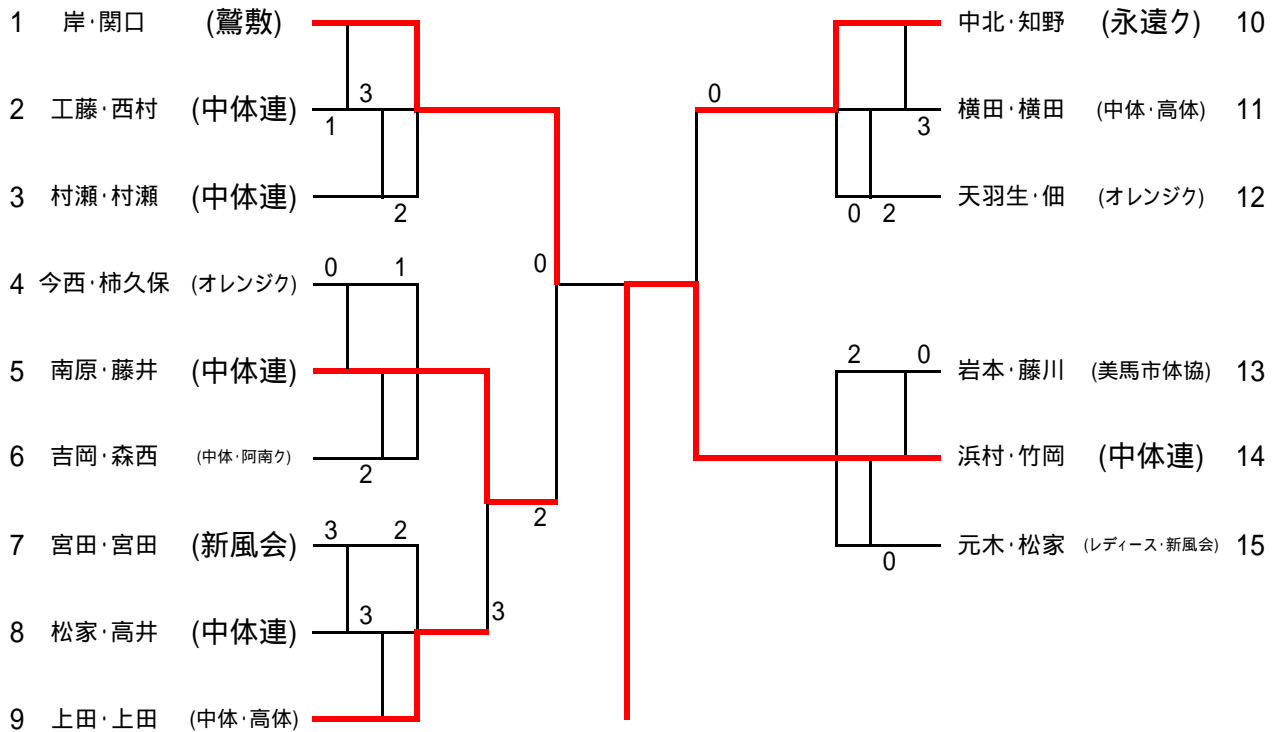 1 岸·関口 (鷲敷)
2 工藤·西村 (中体連)
3 村瀬·村瀬 (中体連)
4 今西·柿久保 (オレンジク)
5 南原·藤井 (中体連)
6 吉岡·森西 (中体·阿南ク)
7 宮田·宮田 (新風会)
8 松家·高井 (中体連)
9 上田·上田 (中体·高体)
3
1
2
0 1
2
3 2
3
0
2
3
0
3
0 2
2 0
0
中北·知野 (永遠ク) 10
横田·横田 (中体·高体) 11
天羽生·佃 (オレンジク) 12
岩本·藤川 (美馬市体協) 13
浜村·竹岡 (中体連) 14
元木·松家 (レディース·新風会) 15